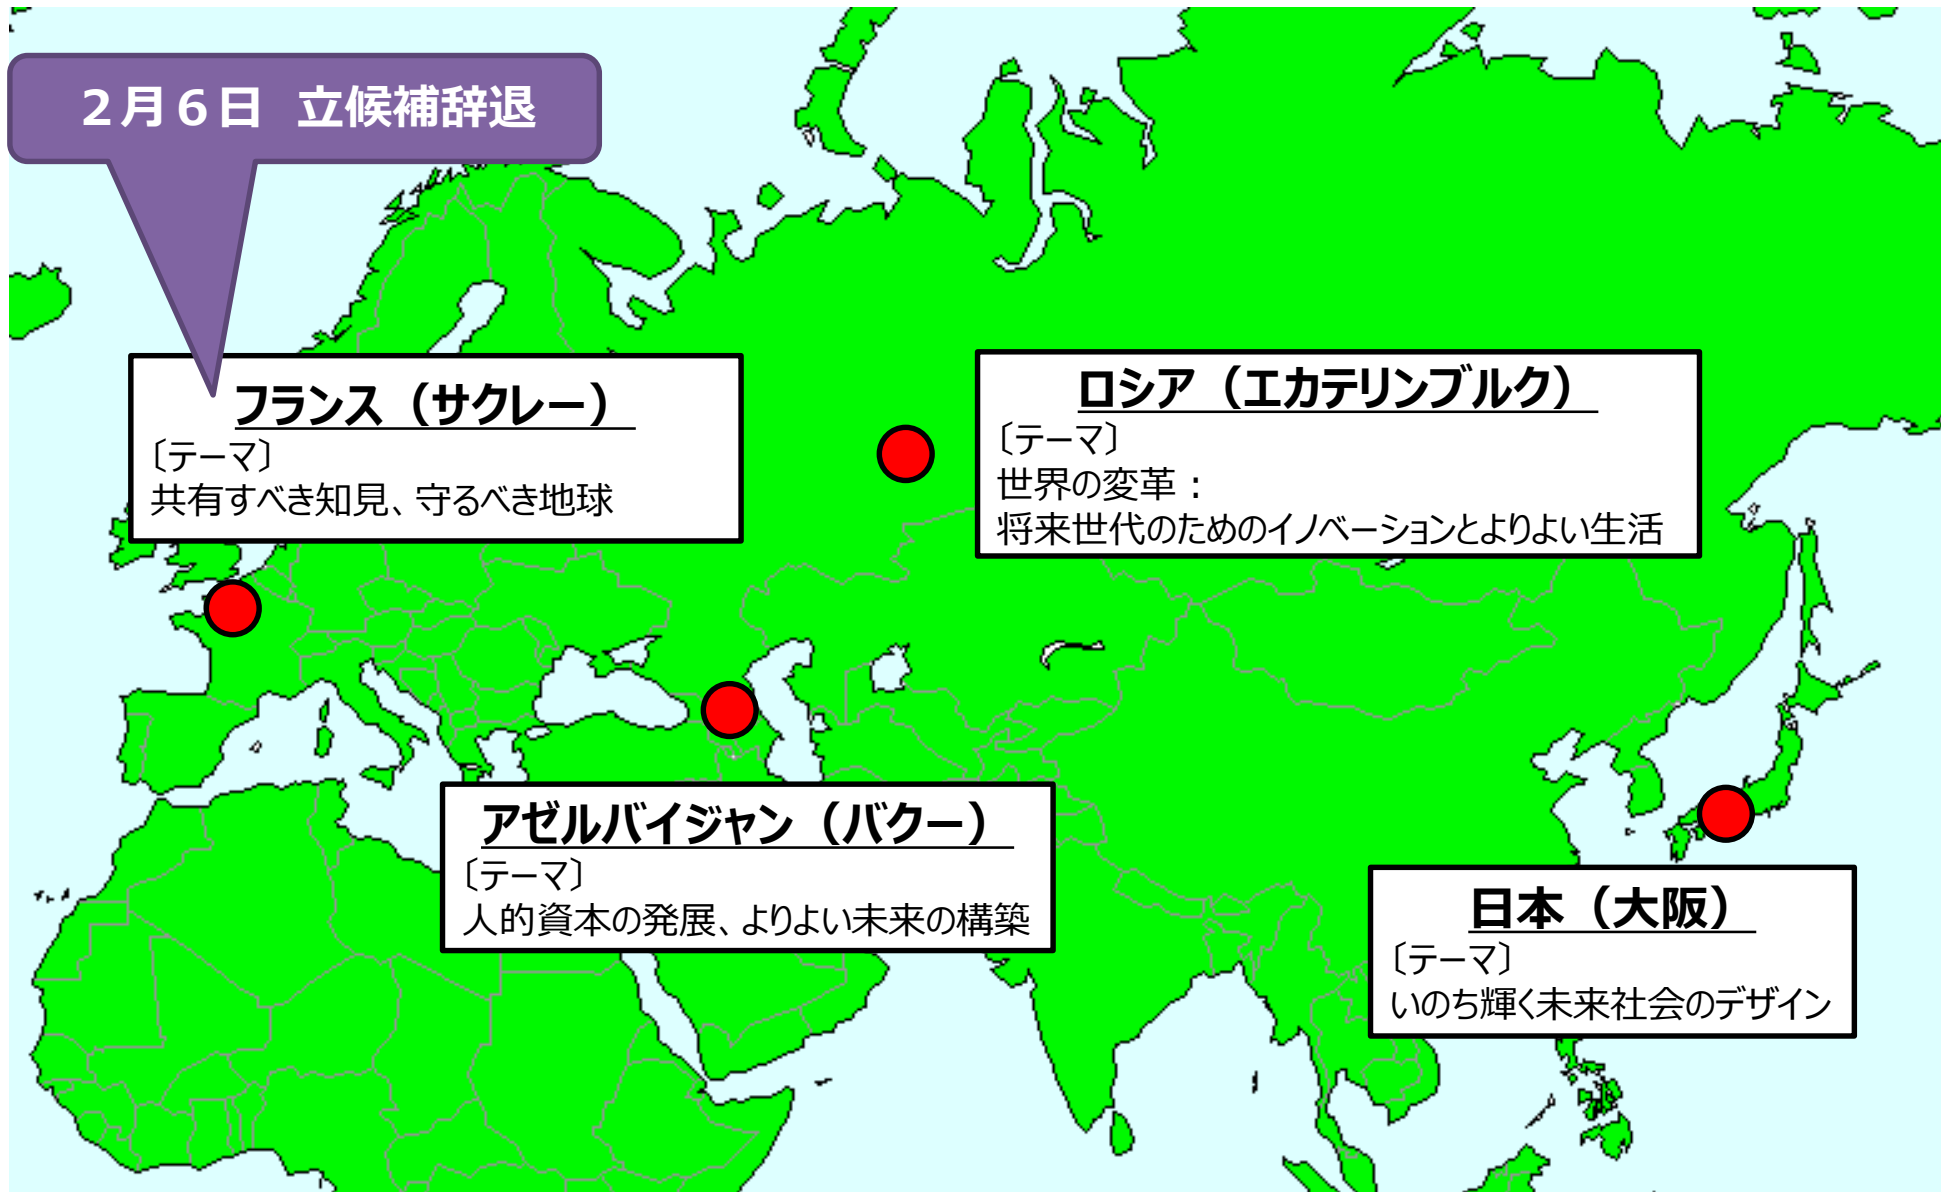 ２月６日　立候補辞退
フランス（サクレー）
〔テーマ〕
共有すべき知見、守るべき地球
ロシア（エカテリンブルク）
〔テーマ〕
世界の変革：
将来世代のためのイノベーションとよりよい生活
アゼルバイジャン（バクー）
〔テーマ〕
人的資本の発展、よりよい未来の構築
日本（大阪）
〔テーマ〕
いのち輝く未来社会のデザイン